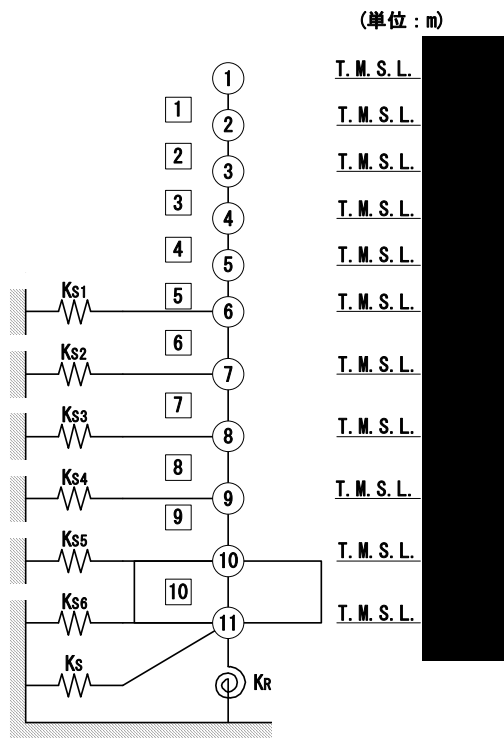 (単位：m)
1 T. M. S. L.
1
2 T. M. S. L.
2
3 T. M. S. L.
3
4 T. M. S. L.
4
5 T. M. S. L.
5
KS1 6 T. M. S. L.
6
KS2 7 T. M. S. L.
7
KS3 8 T. M. S. L.
8
KS4 9 T. M. S. L.
9
KS5 10 T. M. S. L.
10
KS6 11 T. M. S. L.
KS KR